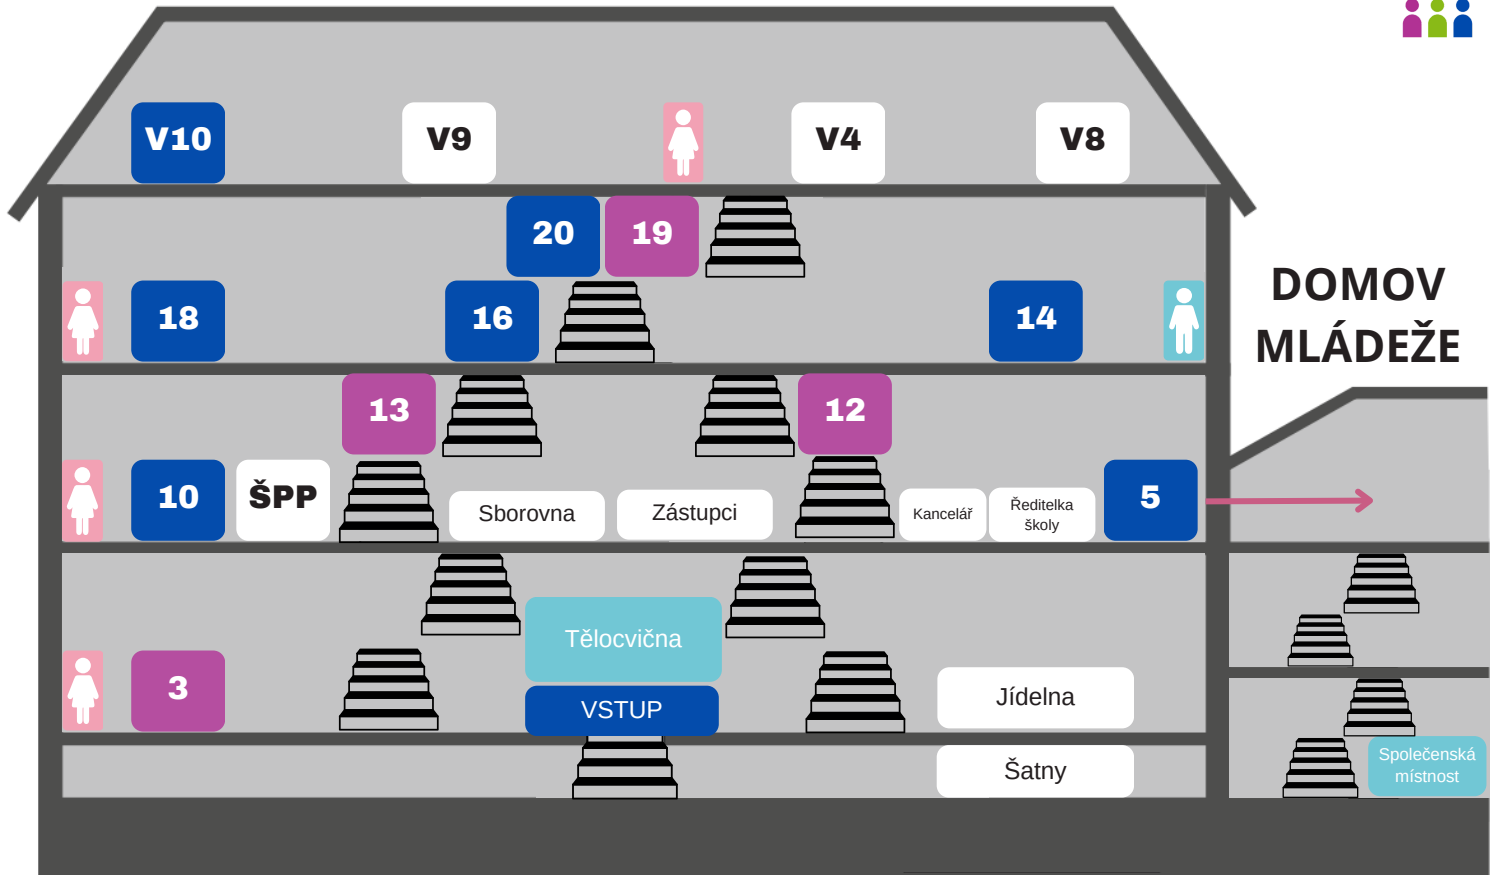 V10
V9
V4
V8
20
19
18
16
14
DOMOV
MLÁDEŽE
13
12
10
ŠPP
Sborovna
Zástupci
Kancelář
Ředitelka
školy
5
Tělocvična
3
VSTUP
Jídelna
Šatny
Společenská
místnost